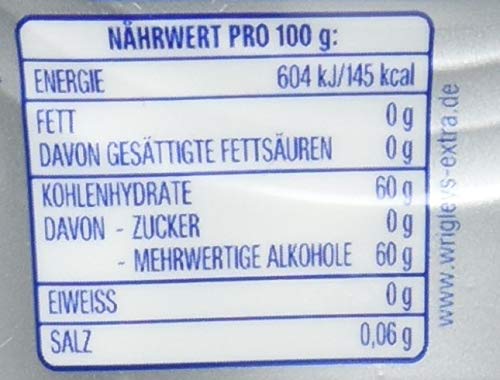 NÄHRWERT PRO 100 g:
ENERGIE 604 kJ/145 kcal
FETT 0 g
DAVON GESÄTTIGTE FETTSÄUREN 0 g
KOHLENHYDRATE 60 g
DAVON - ZUCKER 0 g
- MEHRWERTIGE ALKOHOLE 60 g
EIWEISS 0 g
SALZ 0,06 g
www.wrigleys-extra.de